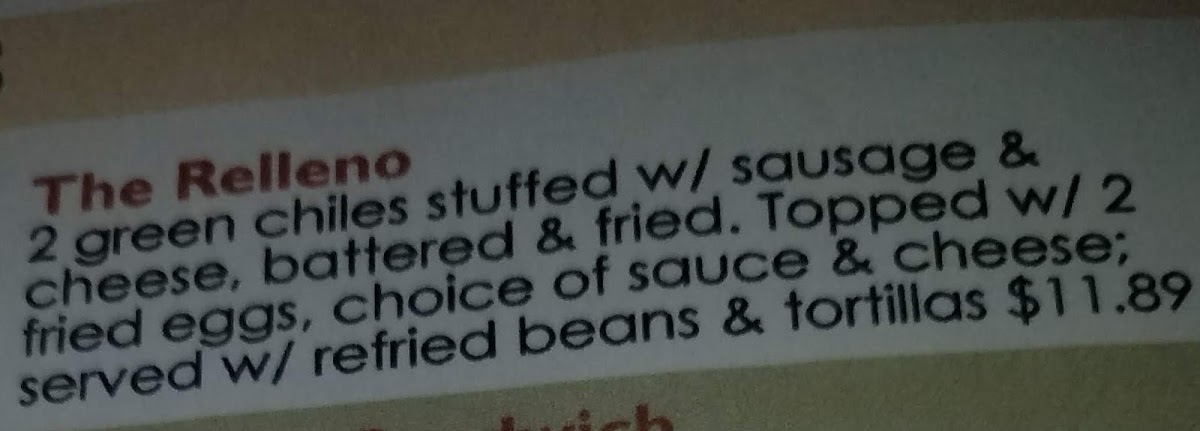 The Relleno
2 green chiles stuffed w/ sausage &
cheese, battered & fried. Topped w/ 2
fried eggs, choice of sauce & cheese;
served w/ refried beans & tortillas $11.89